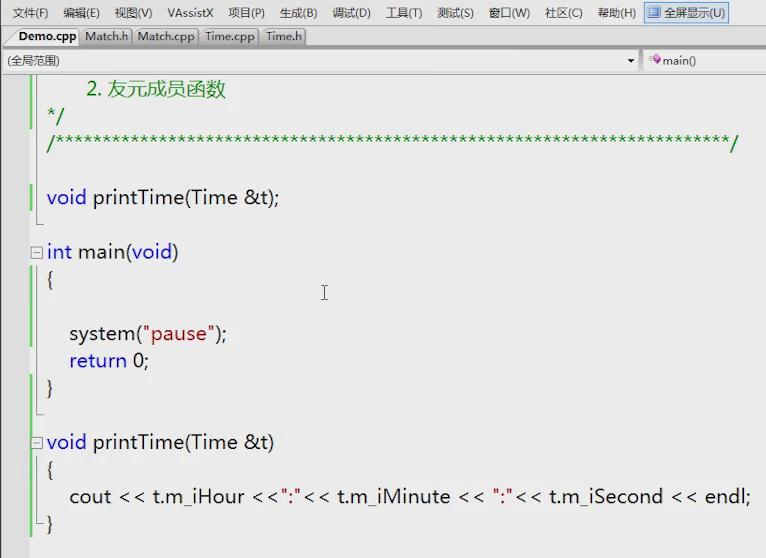 文件(F) 编辑(E) 视图(V) VAssistX 项目(P) 生成(B) 调试(D) 工具(T) 测试(S) 窗口(W) 社区(C) 帮助(H) 全屏显示(U)
Demo.cpp Match.h Match.cpp Time.cpp Time.h
(全局范围) main()
2. 友元成员函数
*/
/************************************************************************/
void printTime(Time &t);
int main(void)
{
system("pause");
return 0;
}
void printTime(Time &t)
{
cout << t.m_iHour <<":"<< t.m_iMinute << ":"<< t.m_iSecond << endl;
}